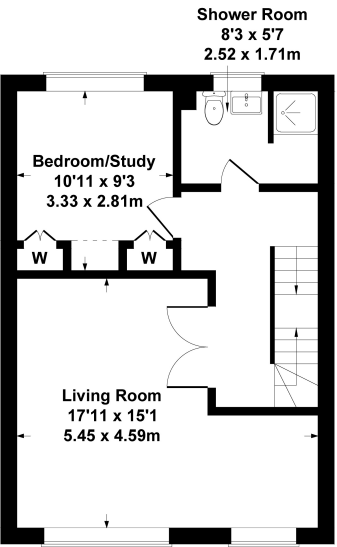 Shower Room
8'3 x 5'7
2.52 x 1.71m
Bedroom/Study
10'11 x 9'3
3.33 x 2.81m
W
W
Living Room
17'11 x 15'1
5.45 x 4.59m